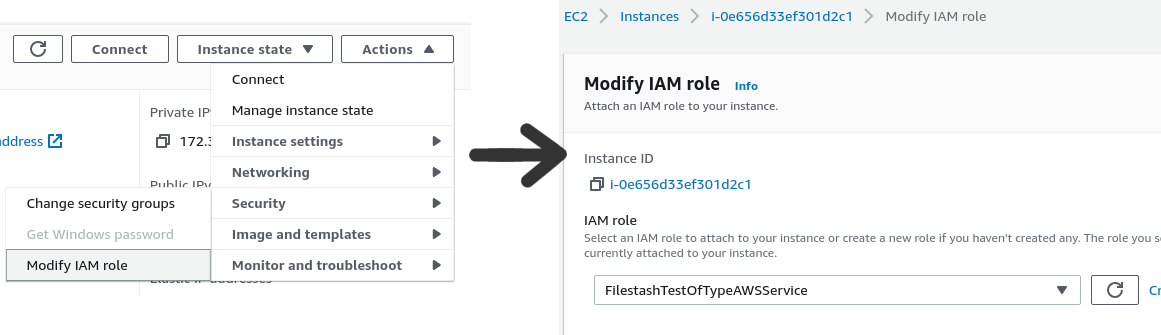 Connect
Instance state
Actions
Connect
Manage instance state
Private IP
address
172.3
Instance settings
Networking
Public IPv
Change security groups
Security
Get Windows password
Image and templates
Modify IAM role
Monitor and troubleshoot
EC2 Instances i-0e656d33ef301d2c1 Modify IAM role
Modify IAM role Info
Attach an IAM role to your instance.
Instance ID
i-0e656d33ef301d2c1
IAM role
Select an IAM role to attach to your instance or create a new role if you haven't created any. The role you s
currently attached to your instance.
FilestashTestOfTypeAWSService
Cr